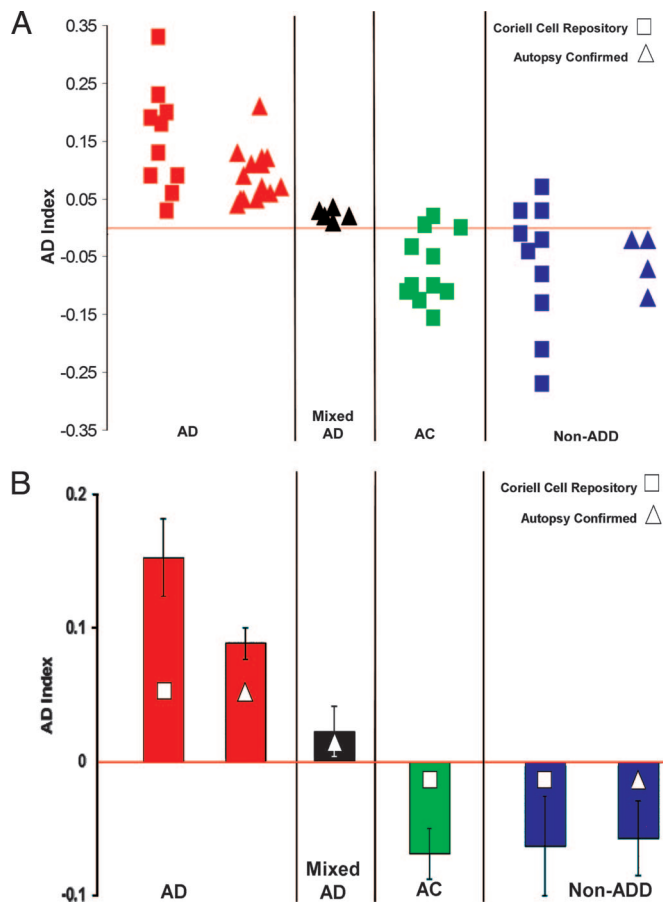 A
Coriell Cell Repository
Autopsy Confirmed
AD Index
0.35
0.25
0.15
0.05
-0.05
-0.15
-0.25
-0.35
AD
Mixed
AD
AC
Non-ADD
B
Coriell Cell Repository
Autopsy Confirmed
AD Index
0.2
0.1
0
-0.1
AD
Mixed
AD
AC
Non-ADD